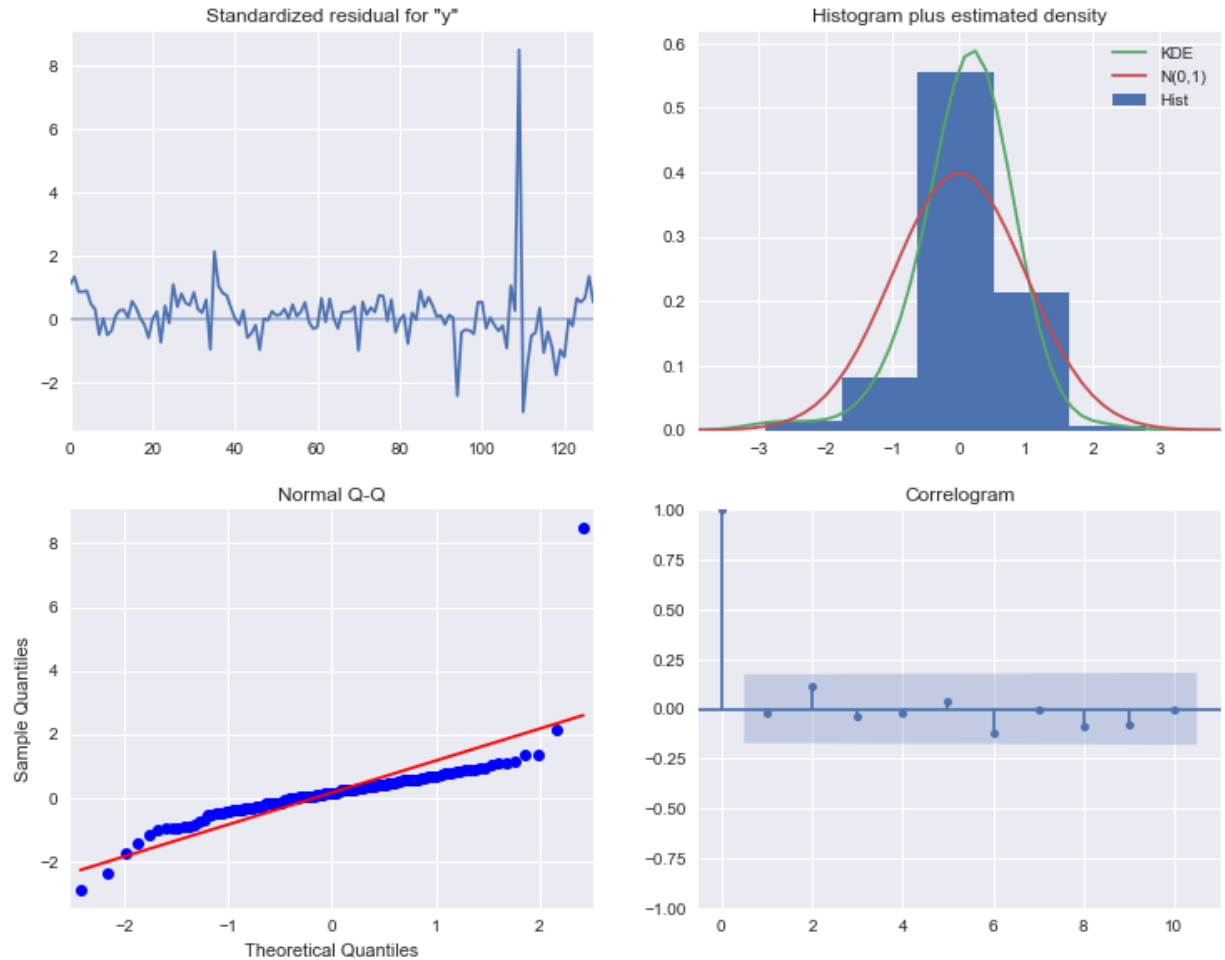 Standardized residual for "y"
8
6
4
2
0
−2
0 20 40 60 80 100 120
Histogram plus estimated density
0.6
0.5
0.4
0.3
0.2
0.1
0.0
KDE
N(0,1)
Hist
−3 −2 −1 0 1 2 3
Normal Q-Q
Sample Quantiles
8
6
4
2
0
−2
−2 −1 0 1 2
Theoretical Quantiles
Correlogram
1.00
0.75
0.50
0.25
0.00
−0.25
−0.50
−0.75
−1.00
0 2 4 6 8 10